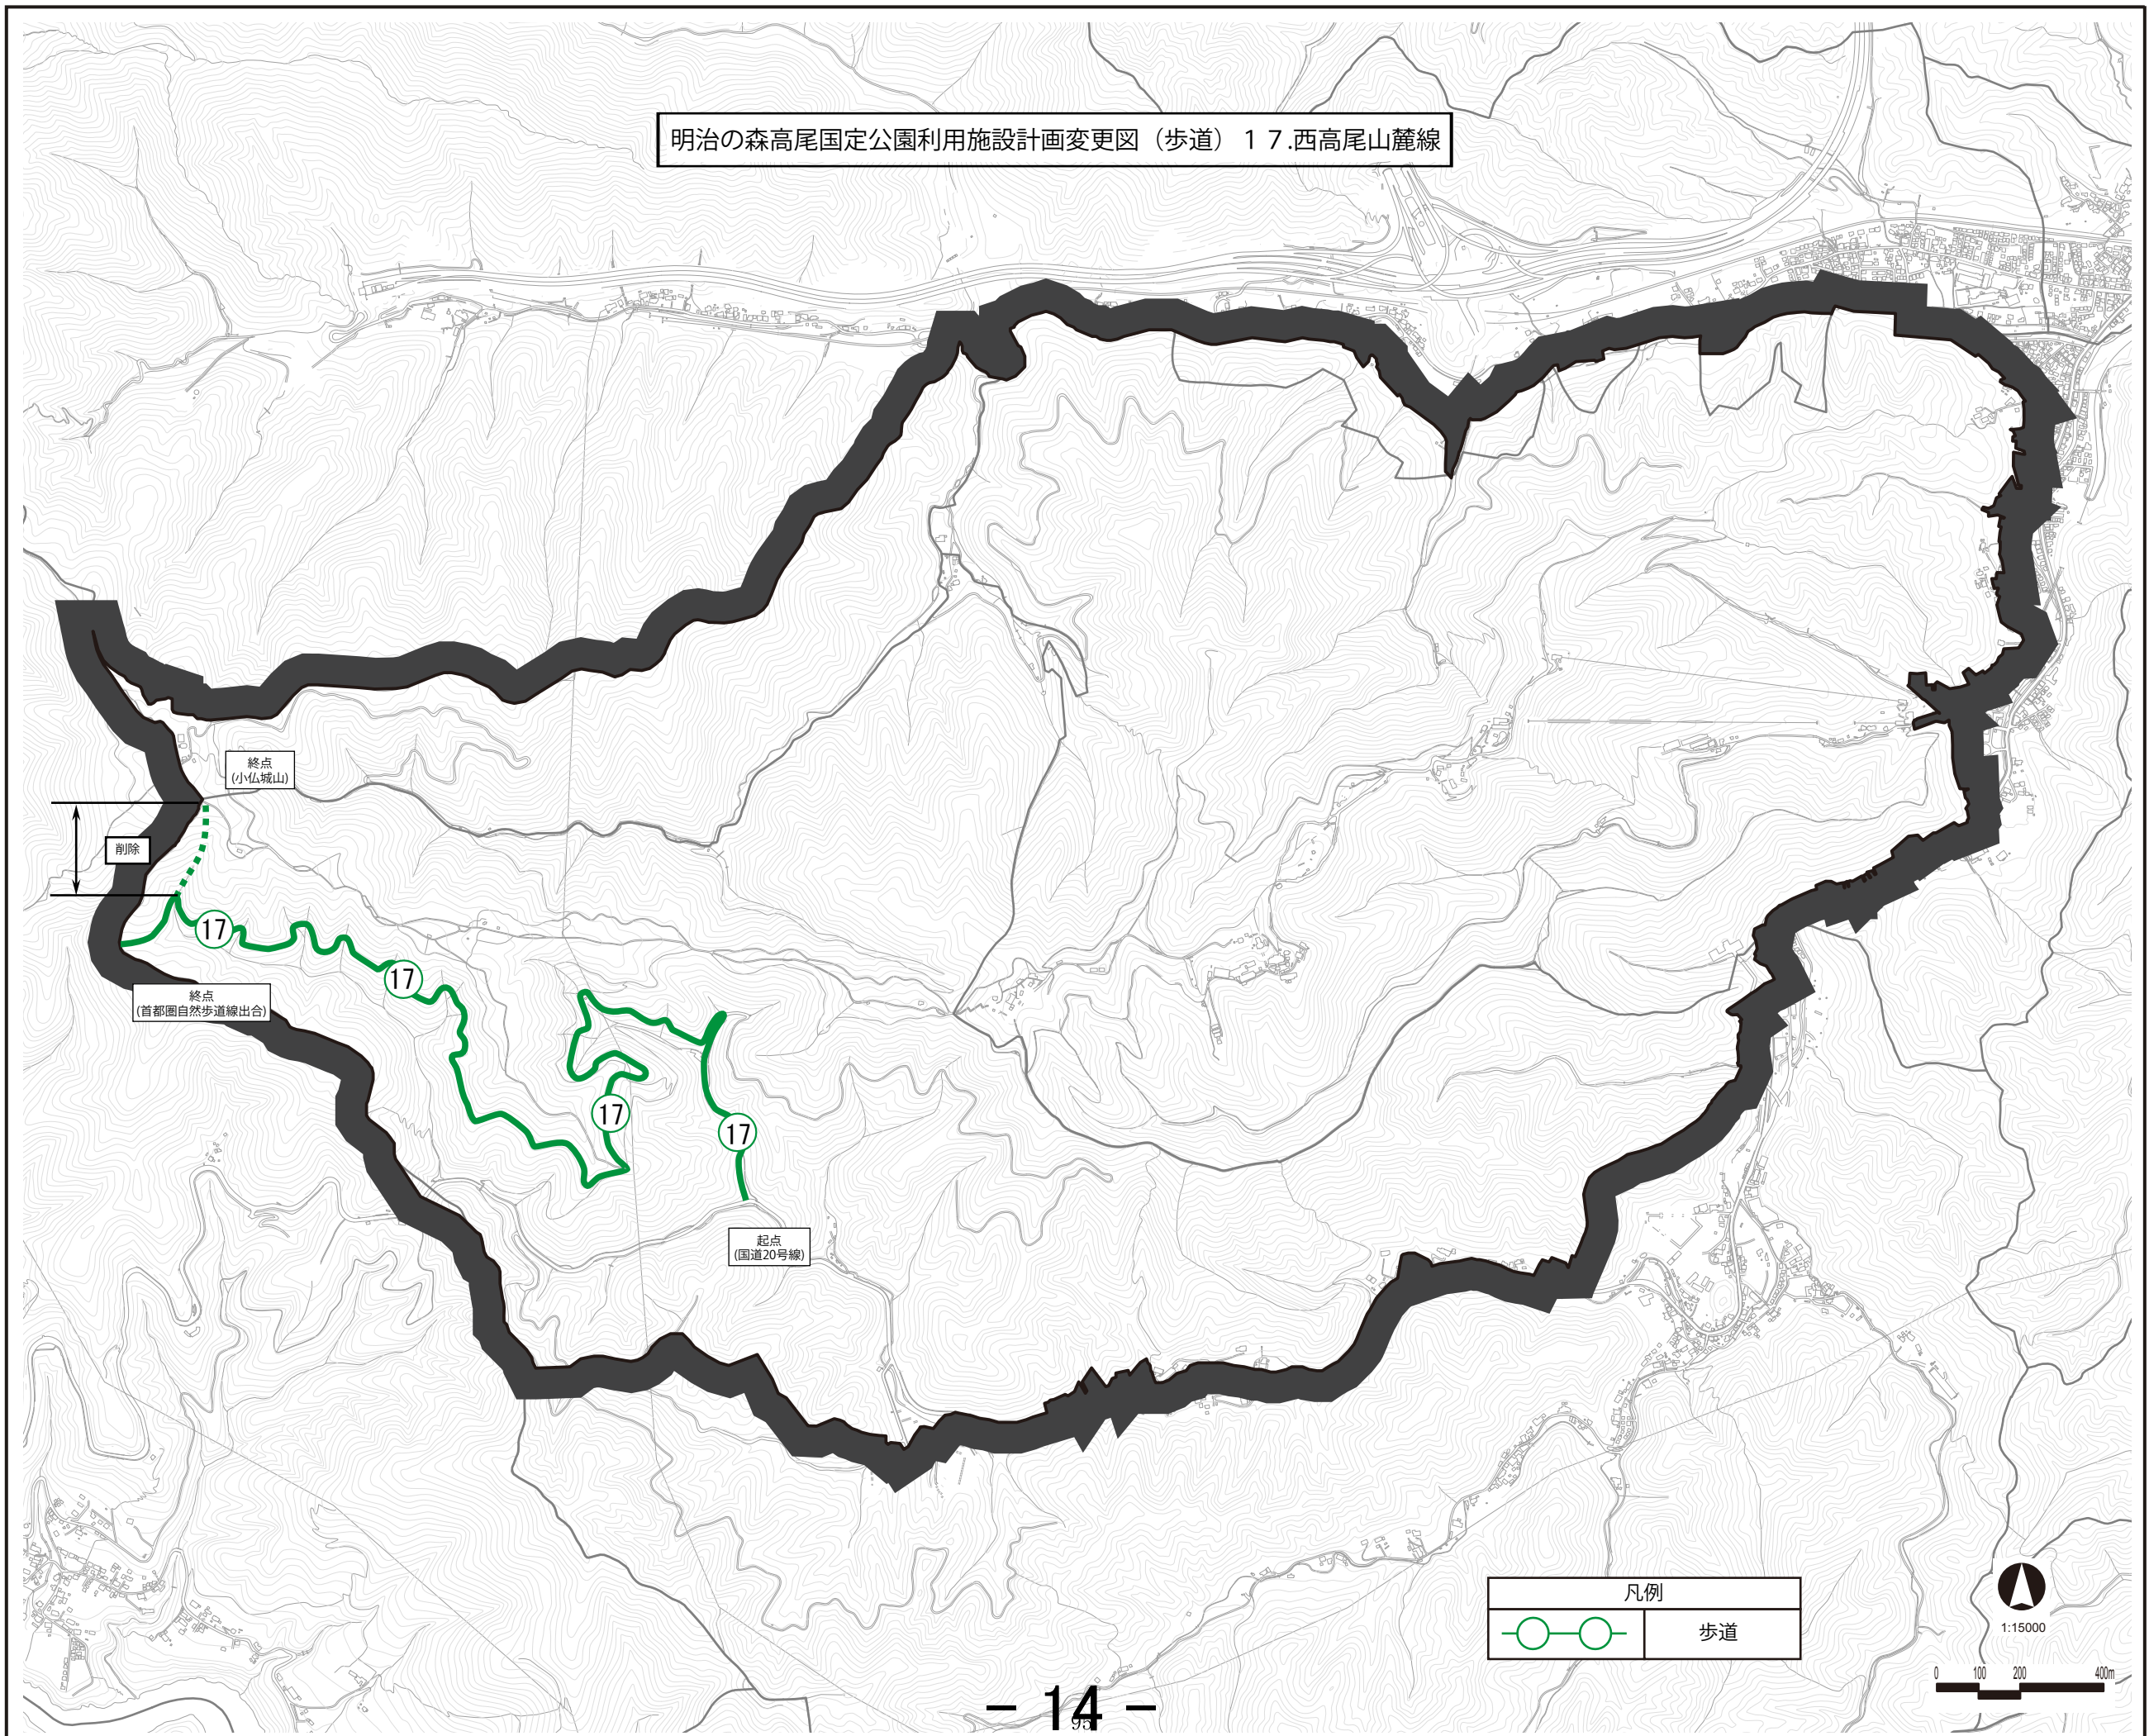 明治の森高尾国定公園利用施設計画変更図（歩道）１７.西高尾山麓線
終点
(小仏城山)
削除
17
17
終点
(首都圏自然歩道線出合)
17
17
起点
(国道20号線)
凡例
歩道
1:15000
0 100 200 400m
－ 14 －
95